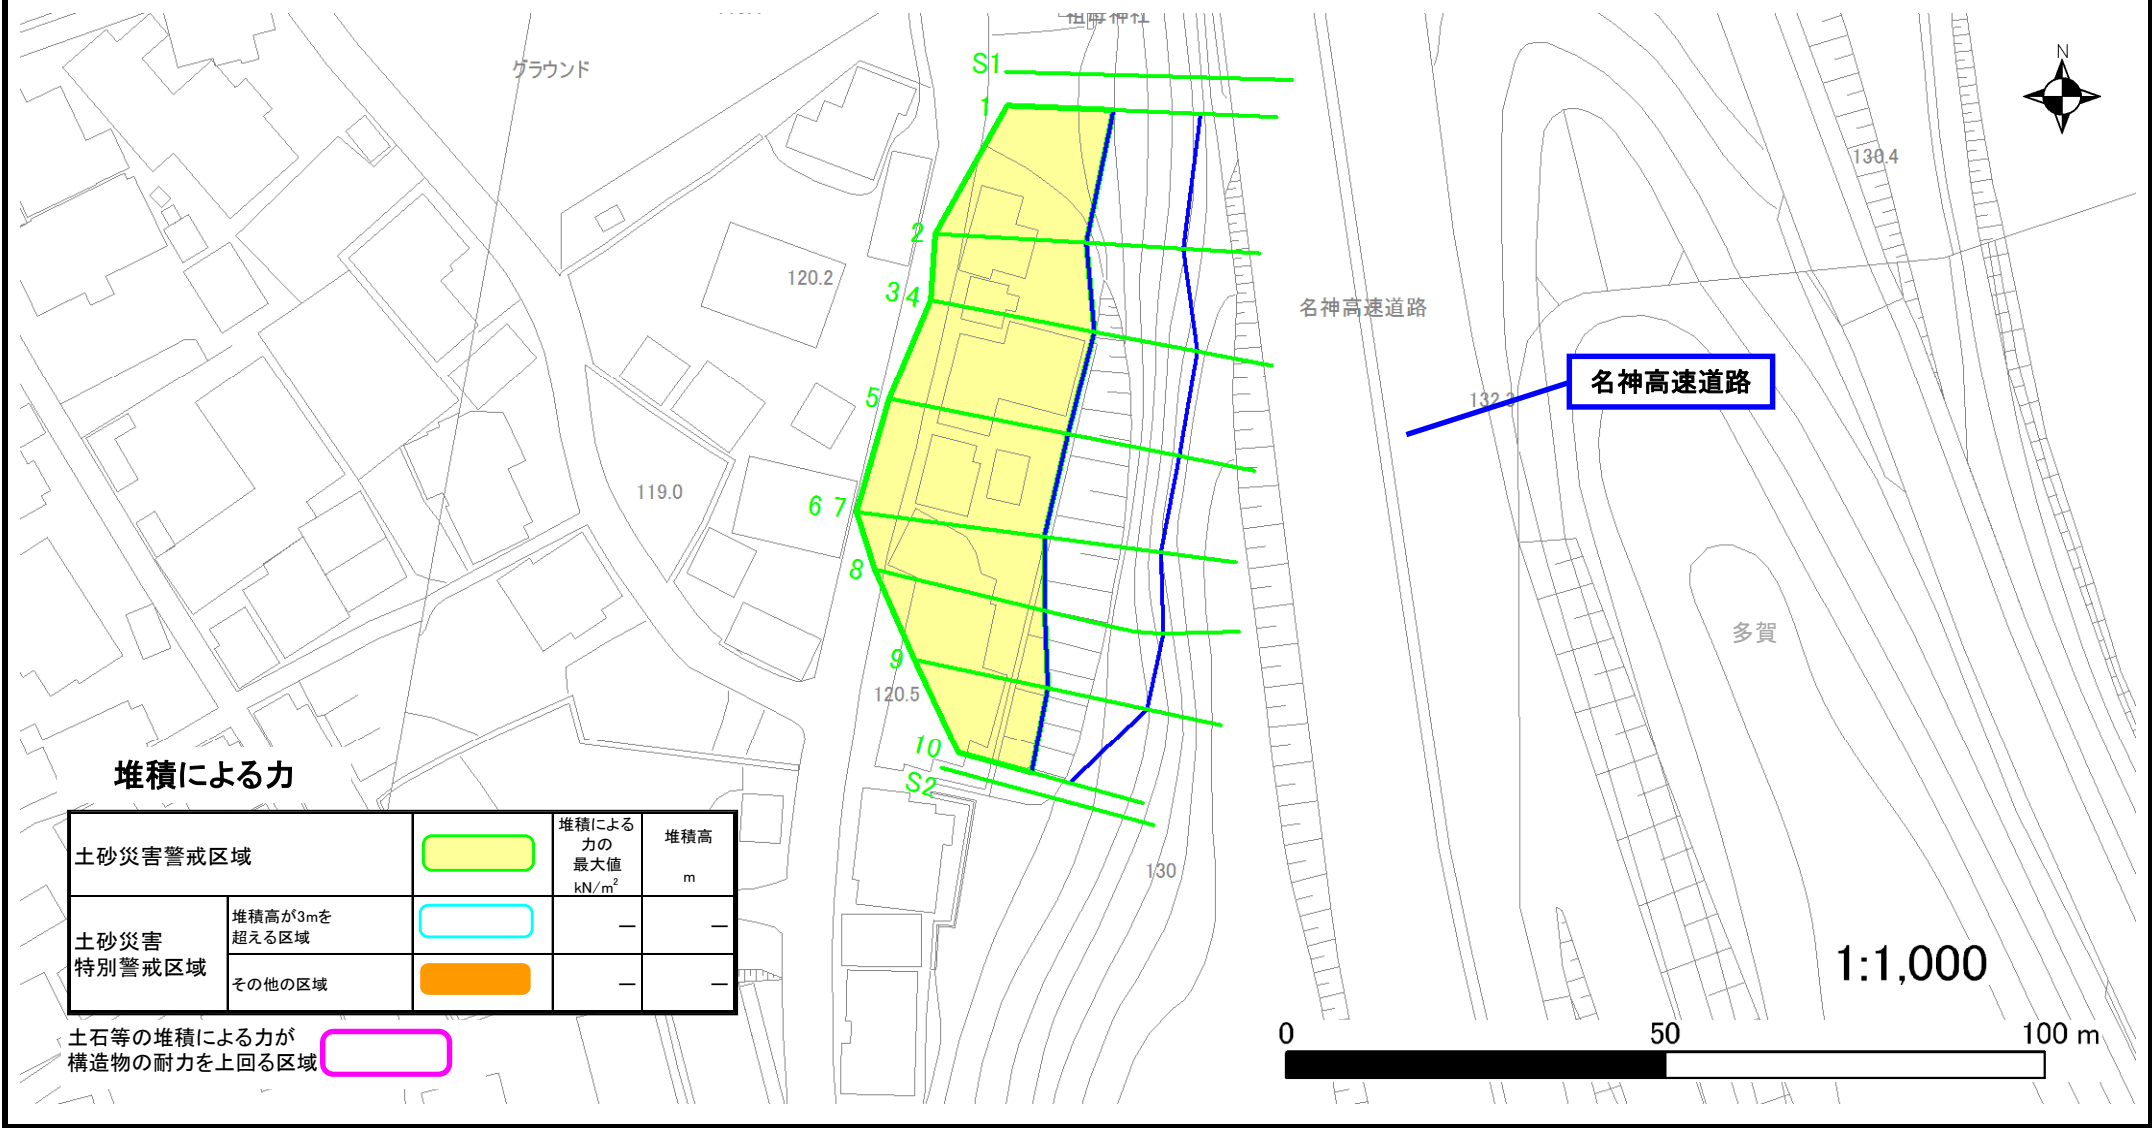 祖母神社
グラウンド
S1
N
1
130.4
2
120.2
3 4
名神高速道路
名神高速道路
5
132.3
6 7
119.0
8
多賀
9
120.5
10
S2
130
堆積による力
土砂災害警戒区域
堆積による
力の
最大値
kN/m²
堆積高
m
土砂災害
特別警戒区域
堆積高が3mを
超える区域
－
－
その他の区域
－
－
土石等の堆積による力が
構造物の耐力を上回る区域
1:1,000
0 50 100 m